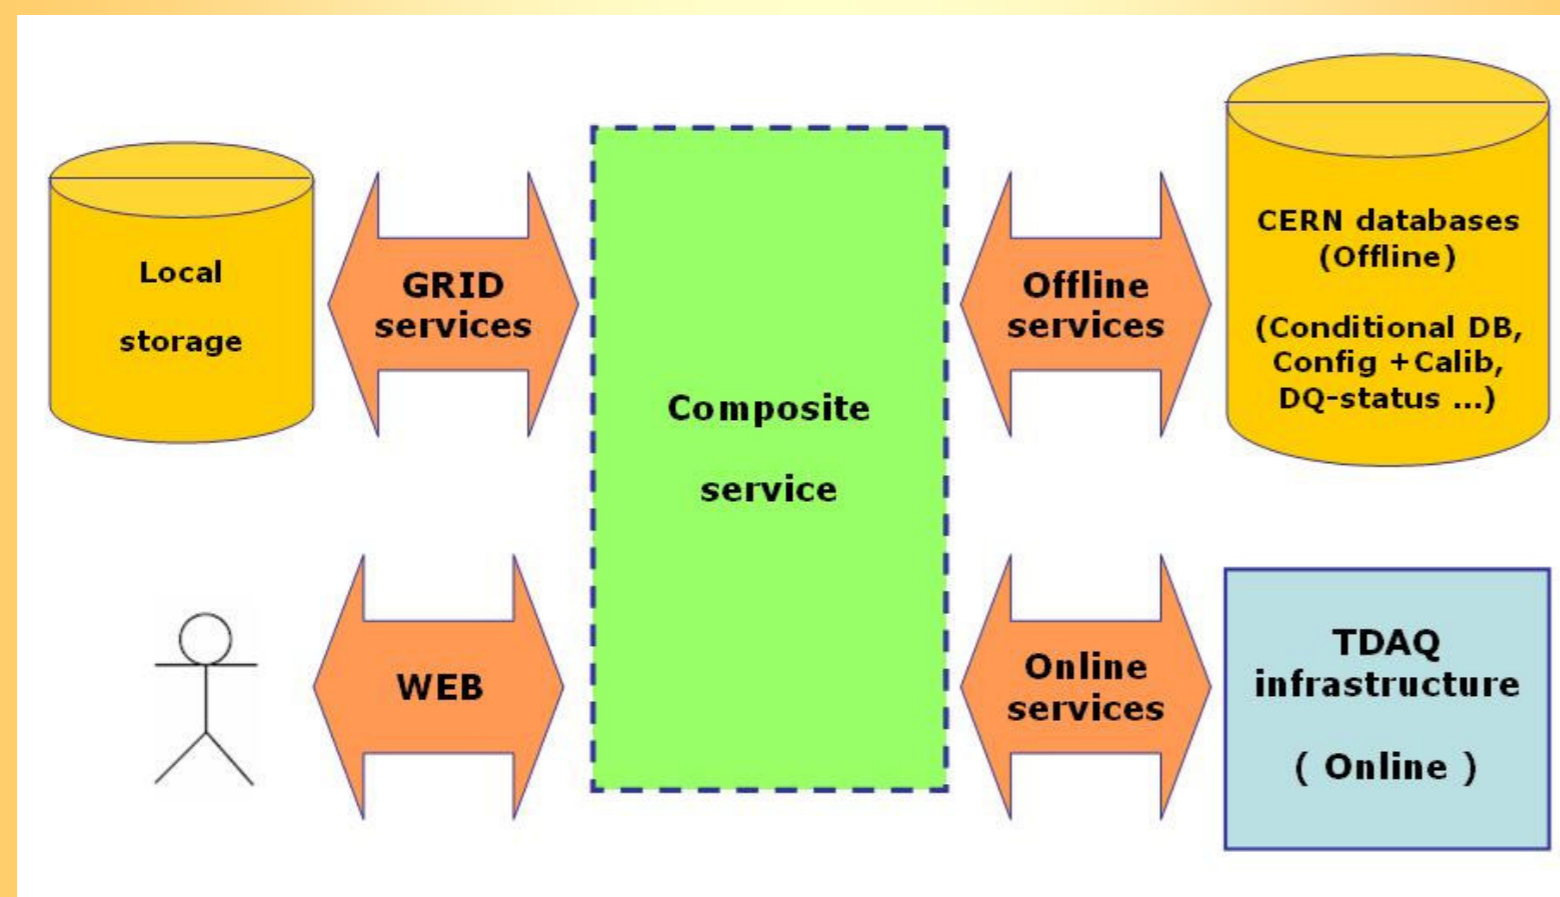 Local
storage
GRID
services
Composite
service
Offline
services
CERN databases
(Offline)
(Conditional DB,
Config +Calib,
DQ-status ...)
WEB
Online
services
TDAQ
infrastructure
( Online )